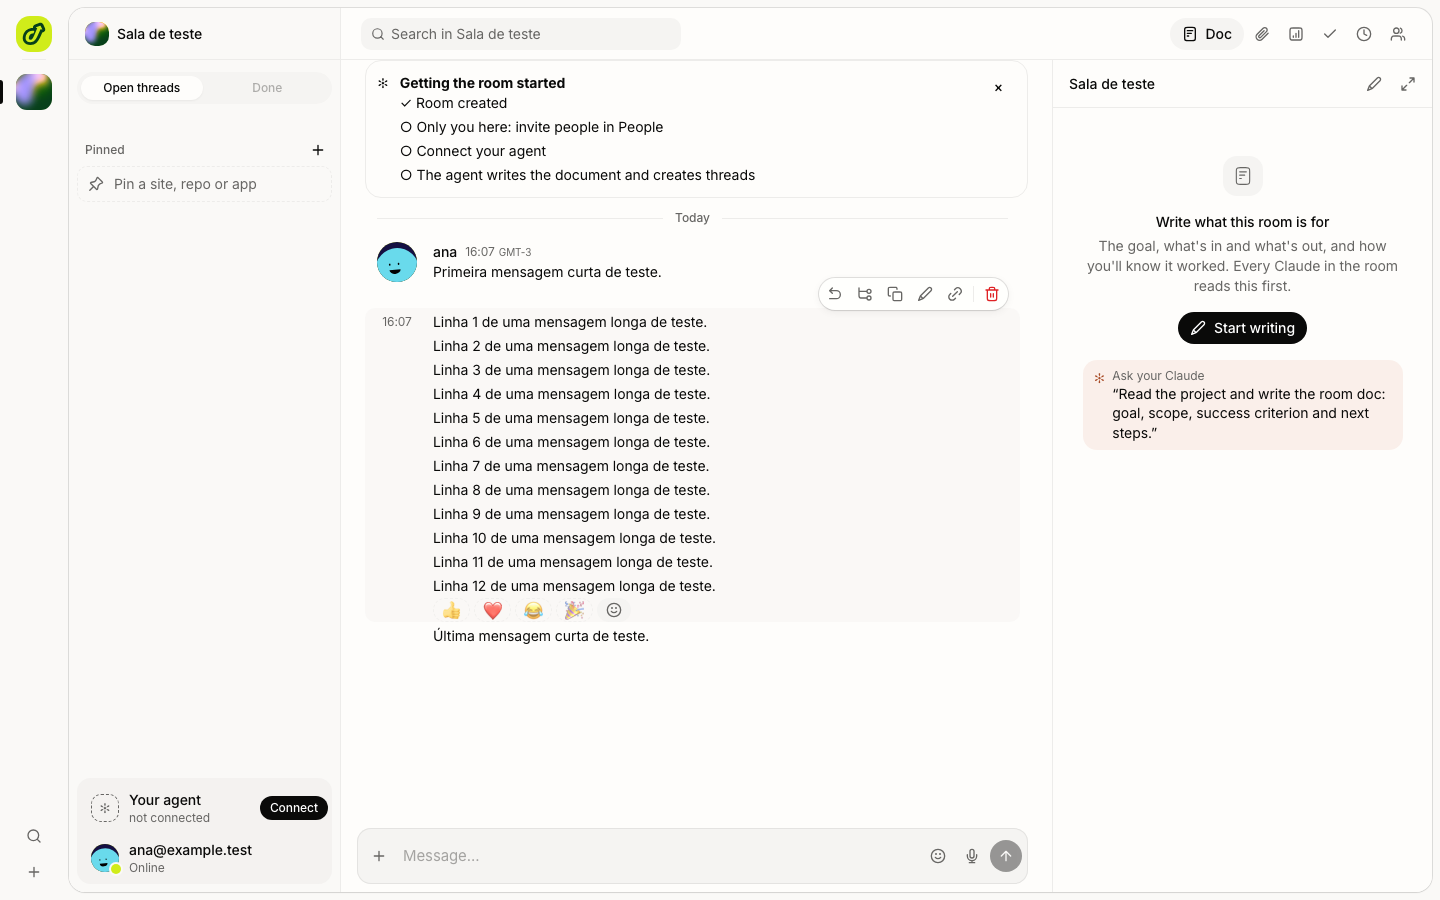 Sala de teste
Search in Sala de teste
Doc
Open threads
Done
Pinned
Pin a site, repo or app
Getting the room started
Room created
Only you here: invite people in People
Connect your agent
The agent writes the document and creates threads
Today
ana 16:07 GMT-3
Primeira mensagem curta de teste.
16:07 Linha 1 de uma mensagem longa de teste.
Linha 2 de uma mensagem longa de teste.
Linha 3 de uma mensagem longa de teste.
Linha 4 de uma mensagem longa de teste.
Linha 5 de uma mensagem longa de teste.
Linha 6 de uma mensagem longa de teste.
Linha 7 de uma mensagem longa de teste.
Linha 8 de uma mensagem longa de teste.
Linha 9 de uma mensagem longa de teste.
Linha 10 de uma mensagem longa de teste.
Linha 11 de uma mensagem longa de teste.
Linha 12 de uma mensagem longa de teste.
Última mensagem curta de teste.
Message...
Your agent
not connected
Connect
ana@example.test
Online
Sala de teste
Write what this room is for
The goal, what's in and what's out, and how
you'll know it worked. Every Claude in the room
reads this first.
Start writing
Ask your Claude
“Read the project and write the room doc:
goal, scope, success criterion and next
steps.”